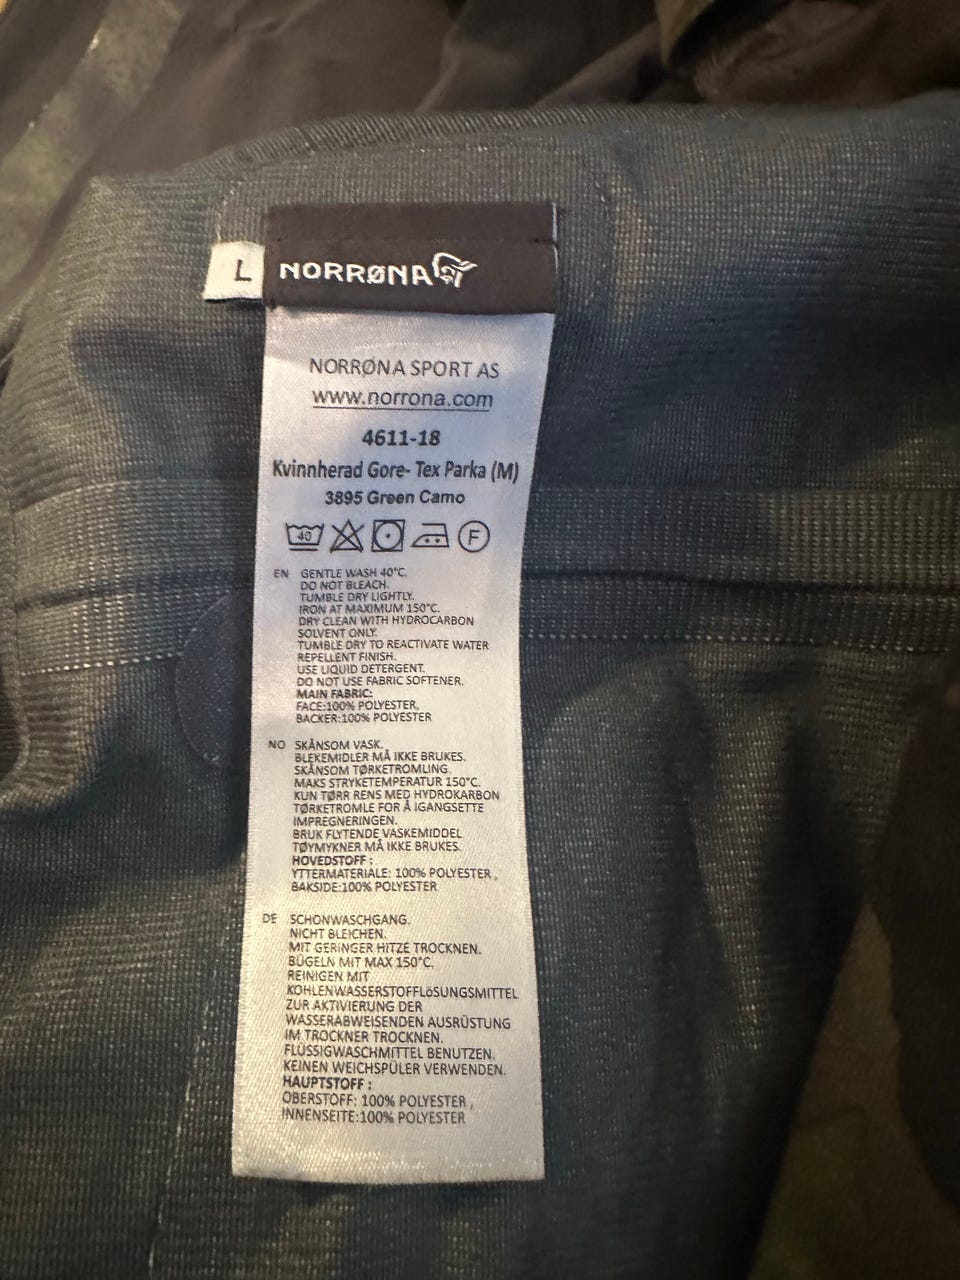 L
NORRØNA
NORRØNA SPORT AS
www.norrona.com
4611-18
Kvinnherad Gore- Tex Parka (M)
3895 Green Camo
40 F
EN GENTLE WASH 40°C.
DO NOT BLEACH.
TUMBLE DRY LIGHTLY.
IRON AT MAXIMUM 150°C.
DRY CLEAN WITH HYDROCARBON
SOLVENT ONLY.
TUMBLE DRY TO REACTIVATE WATER
REPELLENT FINISH.
USE LIQUID DETERGENT.
DO NOT USE FABRIC SOFTENER.
MAIN FABRIC:
FACE:100% POLYESTER,
BACKER:100% POLYESTER
NO SKÅNSOM VASK.
BLEKEMIDLER MÅ IKKE BRUKES.
SKÅNSOM TØRKETROMLING.
MAKS STRYKETEMPERATUR 150°C.
KUN TØRR RENS MED HYDROKARBON
TØRKETROMLE FOR Å IGANGSETTE
IMPREGNERINGEN.
BRUK FLYTENDE VASKEMIDDEL
TØYMYKNER MÅ IKKE BRUKES.
HOVEDSTOFF :
YTTERMATERIALE: 100% POLYESTER ,
BAKSIDE:100% POLYESTER
DE SCHONWASCHGANG.
NICHT BLEICHEN.
MIT GERINGER HITZE TROCKNEN.
BÜGELN MIT MAX 150°C.
REINIGEN MIT
KOHLENWASSERSTOFFLöSUNGSMITTEL
ZUR AKTIVIERUNG DER
WASSERABWEISENDEN AUSRÜSTUNG
IM TROCKNER TROCKNEN.
FLÜSSIGWASCHMITTEL BENUTZEN.
KEINEN WEICHSPÜLER VERWENDEN.
HAUPTSTOFF :
OBERSTOFF: 100% POLYESTER ,
INNENSEITE:100% POLYESTER